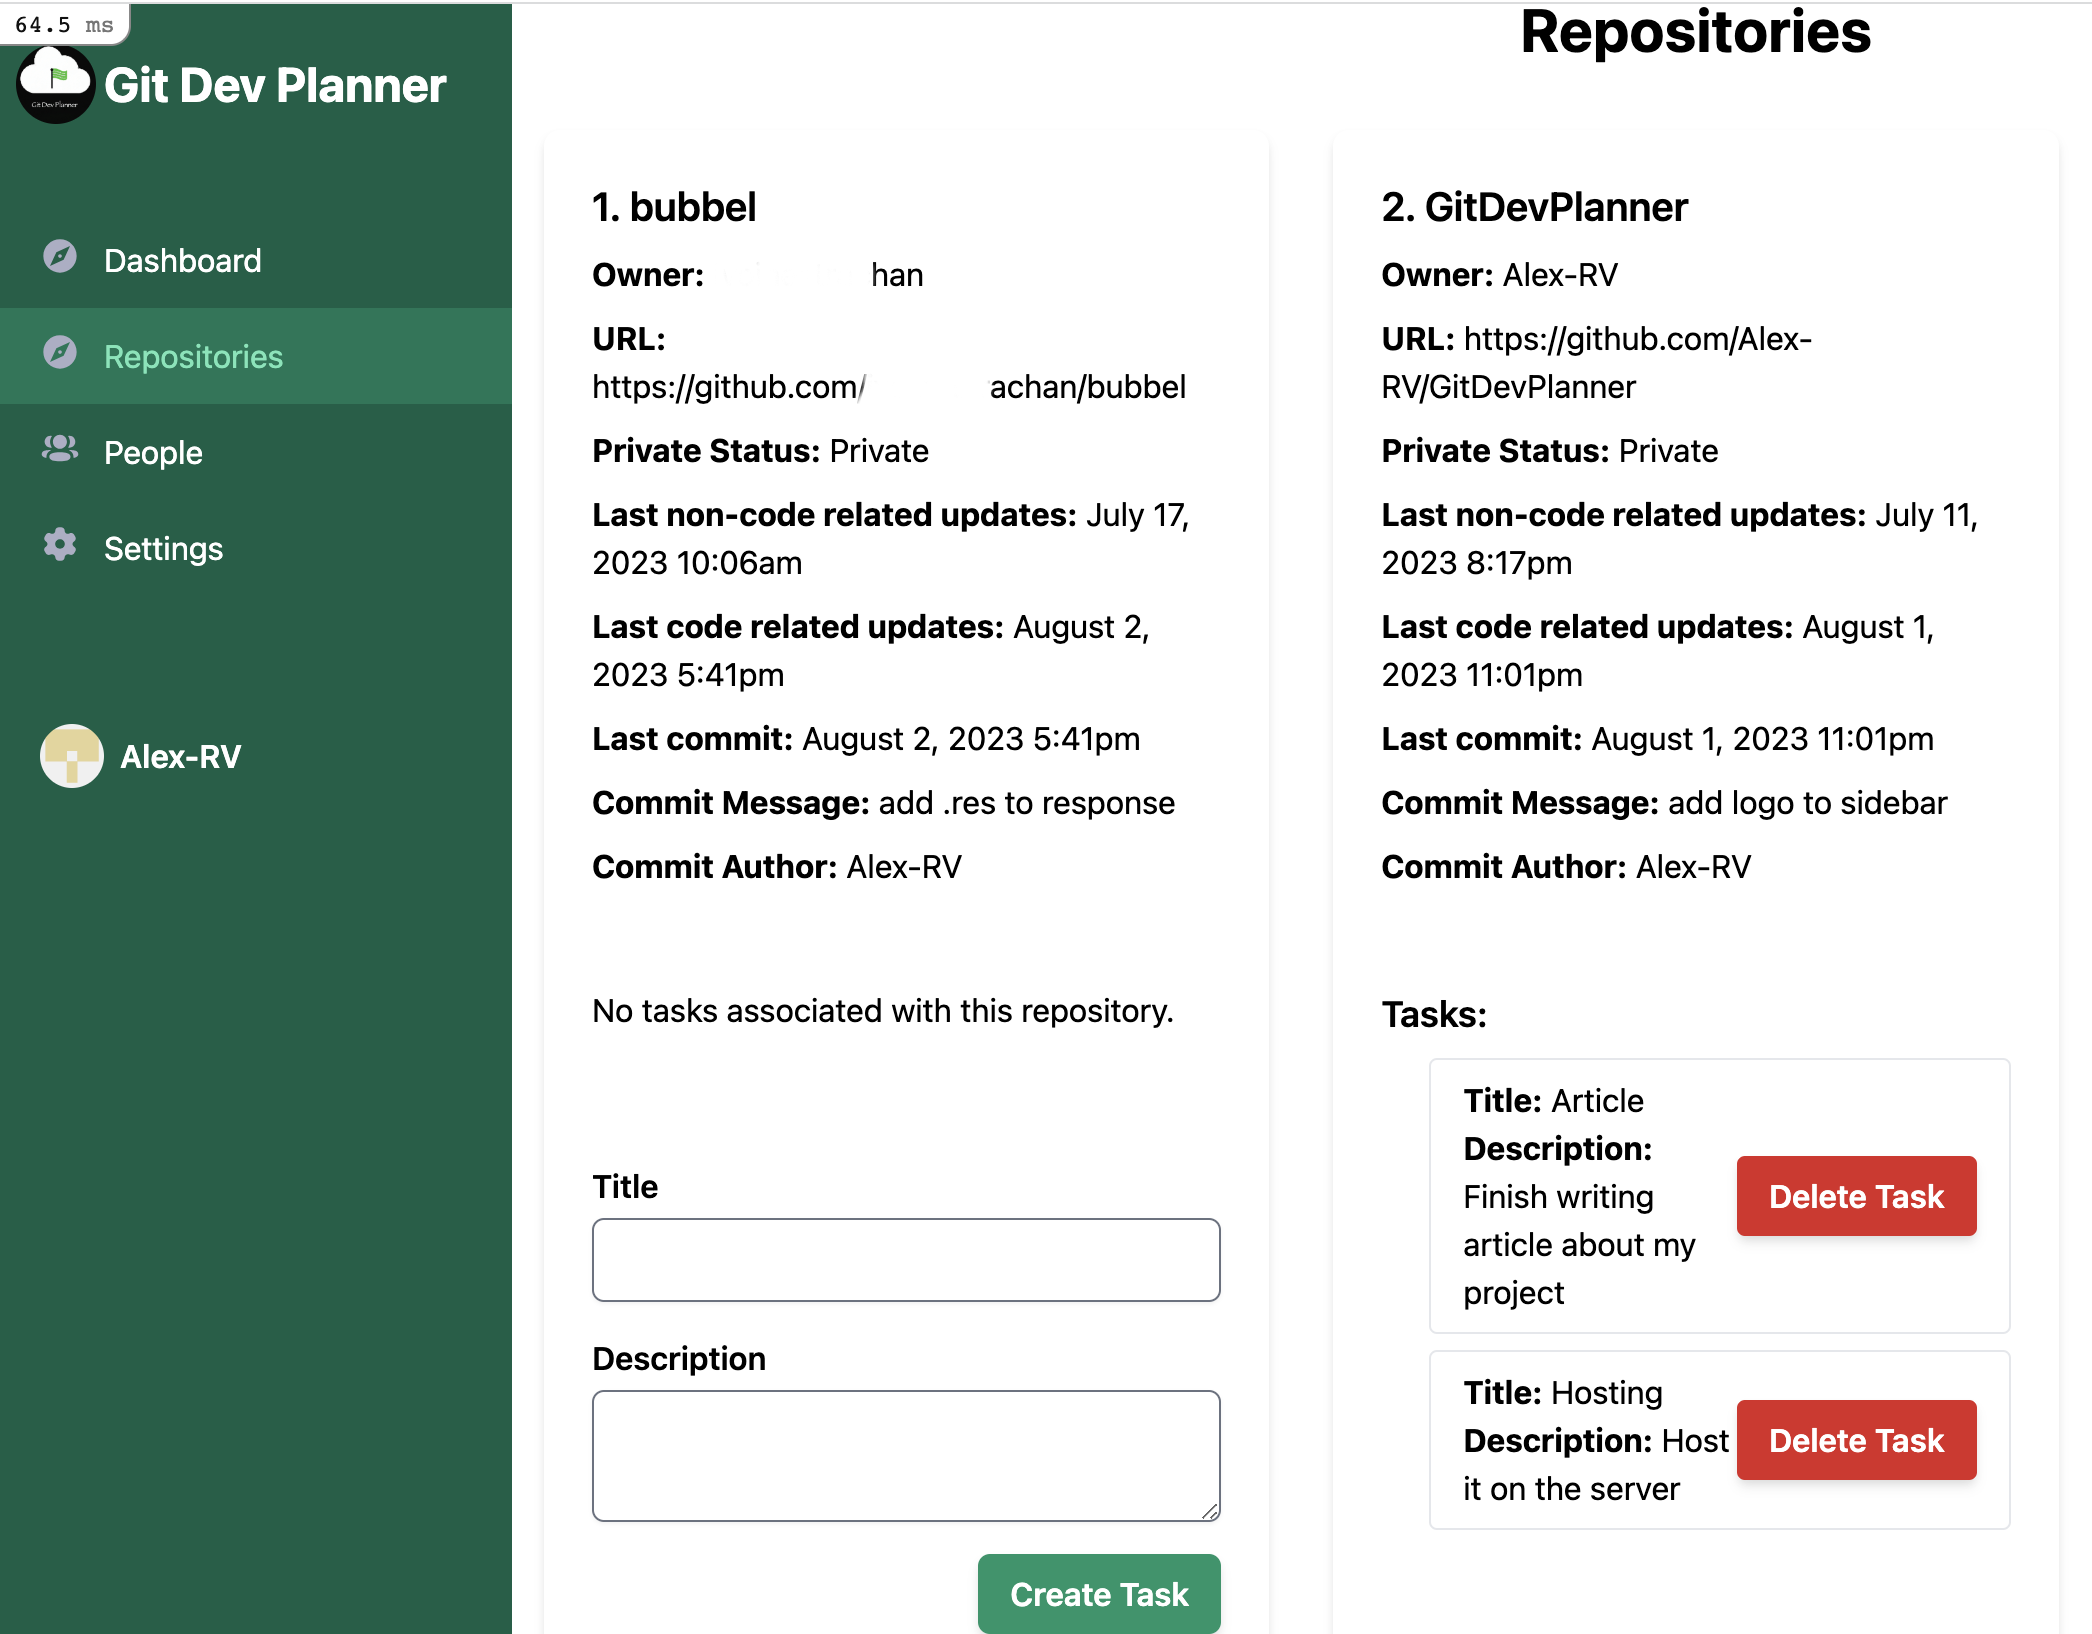 64.5 ms
Git Dev Planner
Git Dev Planner
Dashboard
Repositories
People
Settings
Alex-RV
Repositories
1. bubbel
Owner: han
URL:
https://github.com/ achan/bubbel
Private Status: Private
Last non-code related updates: July 17,
2023 10:06am
Last code related updates: August 2,
2023 5:41pm
Last commit: August 2, 2023 5:41pm
Commit Message: add .res to response
Commit Author: Alex-RV
No tasks associated with this repository.
Title
Description
Create Task
2. GitDevPlanner
Owner: Alex-RV
URL: https://github.com/Alex-
RV/GitDevPlanner
Private Status: Private
Last non-code related updates: July 11,
2023 8:17pm
Last code related updates: August 1,
2023 11:01pm
Last commit: August 1, 2023 11:01pm
Commit Message: add logo to sidebar
Commit Author: Alex-RV
Tasks:
Title: Article
Description:
Finish writing
article about my
project
Delete Task
Title: Hosting
Description: Host
it on the server
Delete Task